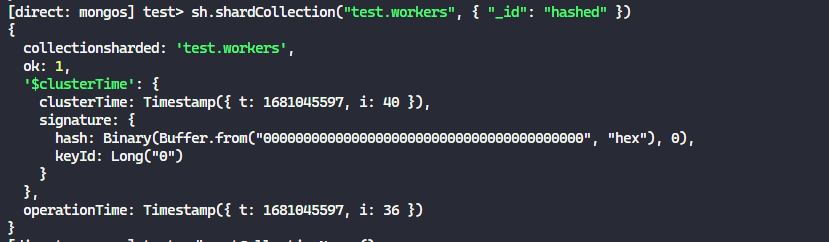 [direct: mongos] test> sh.shardCollection("test.workers", { "_id": "hashed" })
{
  collectionsharded: 'test.workers',
  ok: 1,
  '$clusterTime': {
    clusterTime: Timestamp({ t: 1681045597, i: 40 }),
    signature: {
      hash: Binary(Buffer.from("0000000000000000000000000000000000000000", "hex"), 0),
      keyId: Long("0")
    }
  },
  operationTime: Timestamp({ t: 1681045597, i: 36 })
}